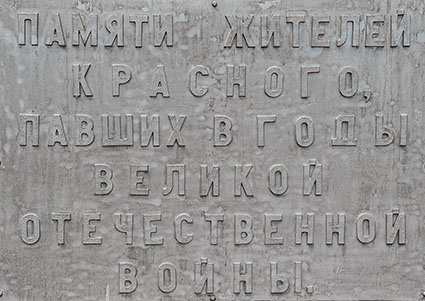 ПАМЯТИ ЖИТЕЛЕЙ
КРАСНОГО,
ПАВШИХ В ГОДЫ
ВЕЛИКОЙ
ОТЕЧЕСТВЕННОЙ
ВОЙНЫ.